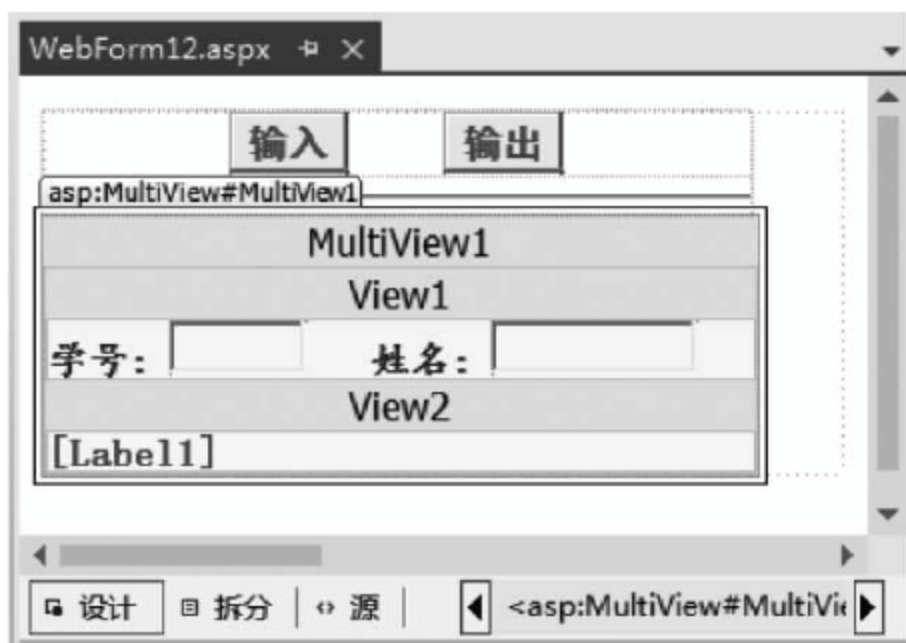 WebForm12.aspx
输入 输出
asp:MultiView#MultiView1
MultiView1
View1
学号: 姓名:
View2
[Label1]
设计 拆分 源 <asp:MultiView#MultiVie